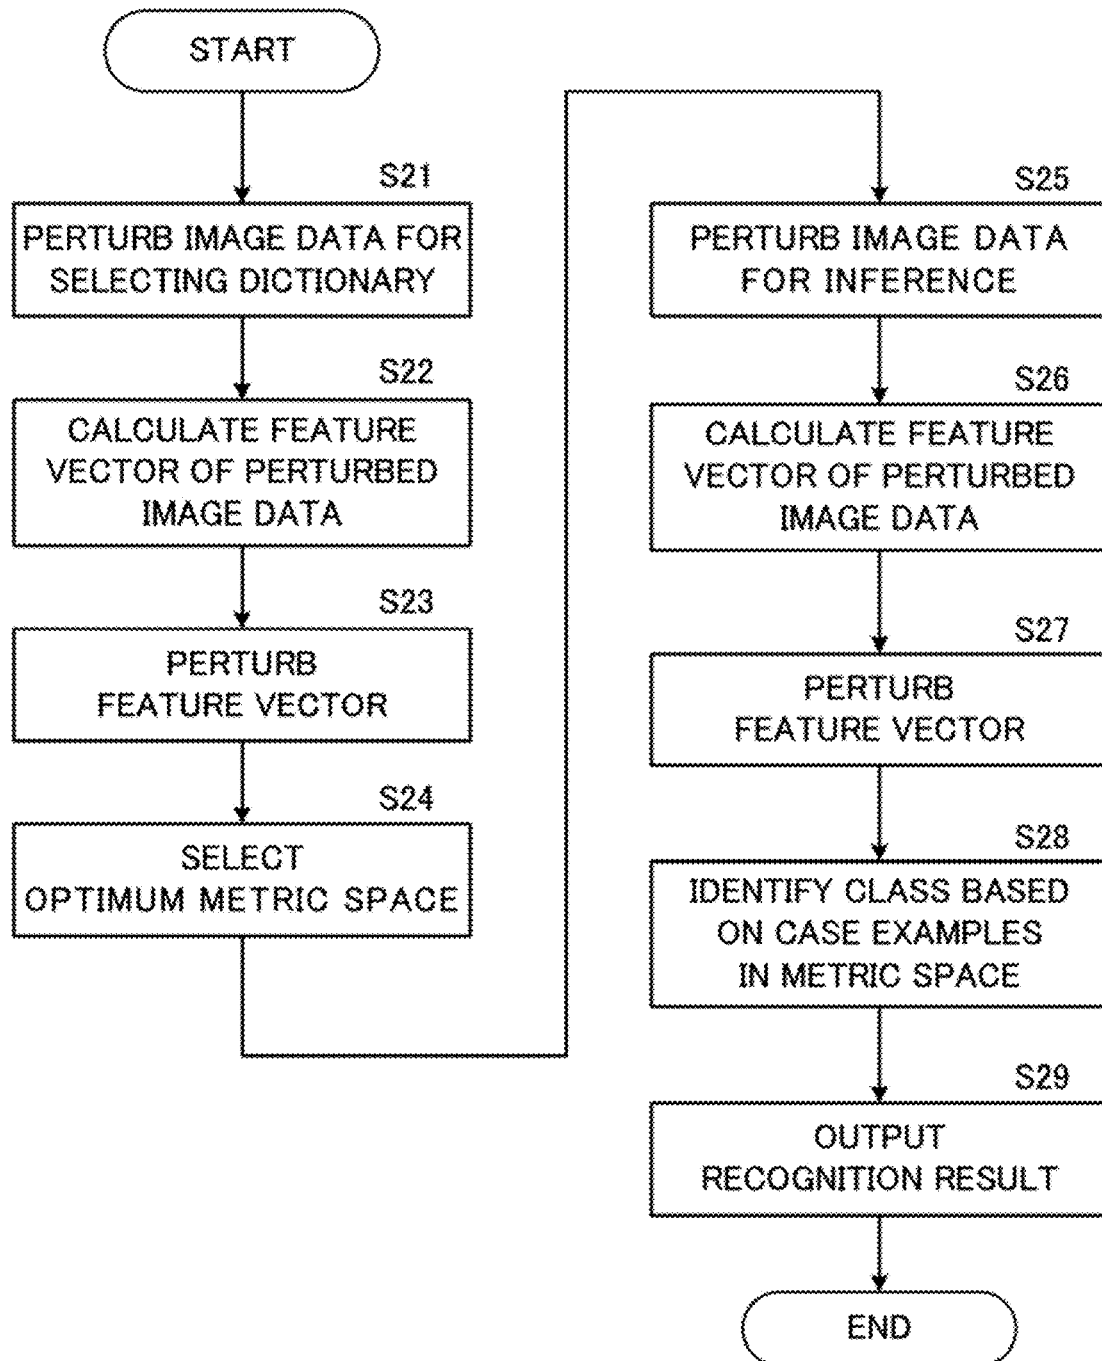 START
S21
PERTURB IMAGE DATA FOR
SELECTING DICTIONARY
S22
CALCULATE FEATURE
VECTOR OF PERTURBED
IMAGE DATA
S23
PERTURB
FEATURE VECTOR
S24
SELECT
OPTIMUM METRIC SPACE
S25
PERTURB IMAGE DATA
FOR INFERENCE
S26
CALCULATE FEATURE
VECTOR OF PERTURBED
IMAGE DATA
S27
PERTURB
FEATURE VECTOR
S28
IDENTIFY CLASS BASED
ON CASE EXAMPLES
IN METRIC SPACE
S29
OUTPUT
RECOGNITION RESULT
END